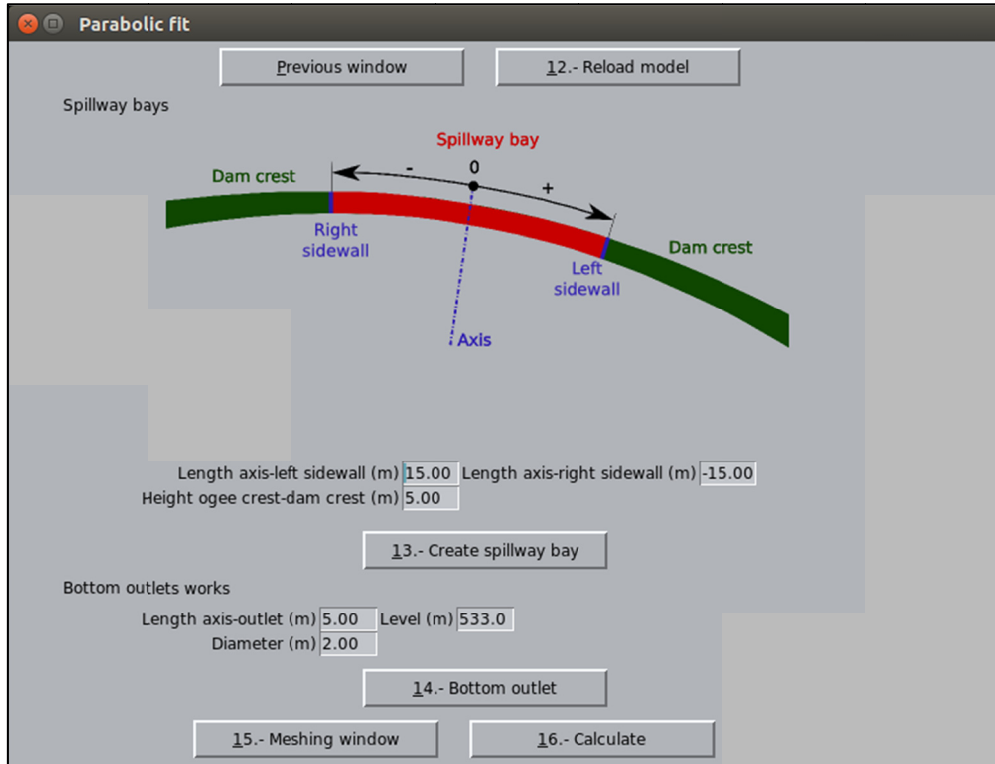 Parabolic fit
Previous window
12.- Reload model
Spillway bays
Spillway bay
- 0 +
Dam crest
Right
sidewall
Dam crest
Left
sidewall
Axis
Length axis-left sidewall (m) 15.00 Length axis-right sidewall (m) -15.00
Height ogee crest-dam crest (m) 5.00
13.- Create spillway bay
Bottom outlets works
Length axis-outlet (m) 5.00 Level (m) 533.0
Diameter (m) 2.00
14.- Bottom outlet
15.- Meshing window
16.- Calculate